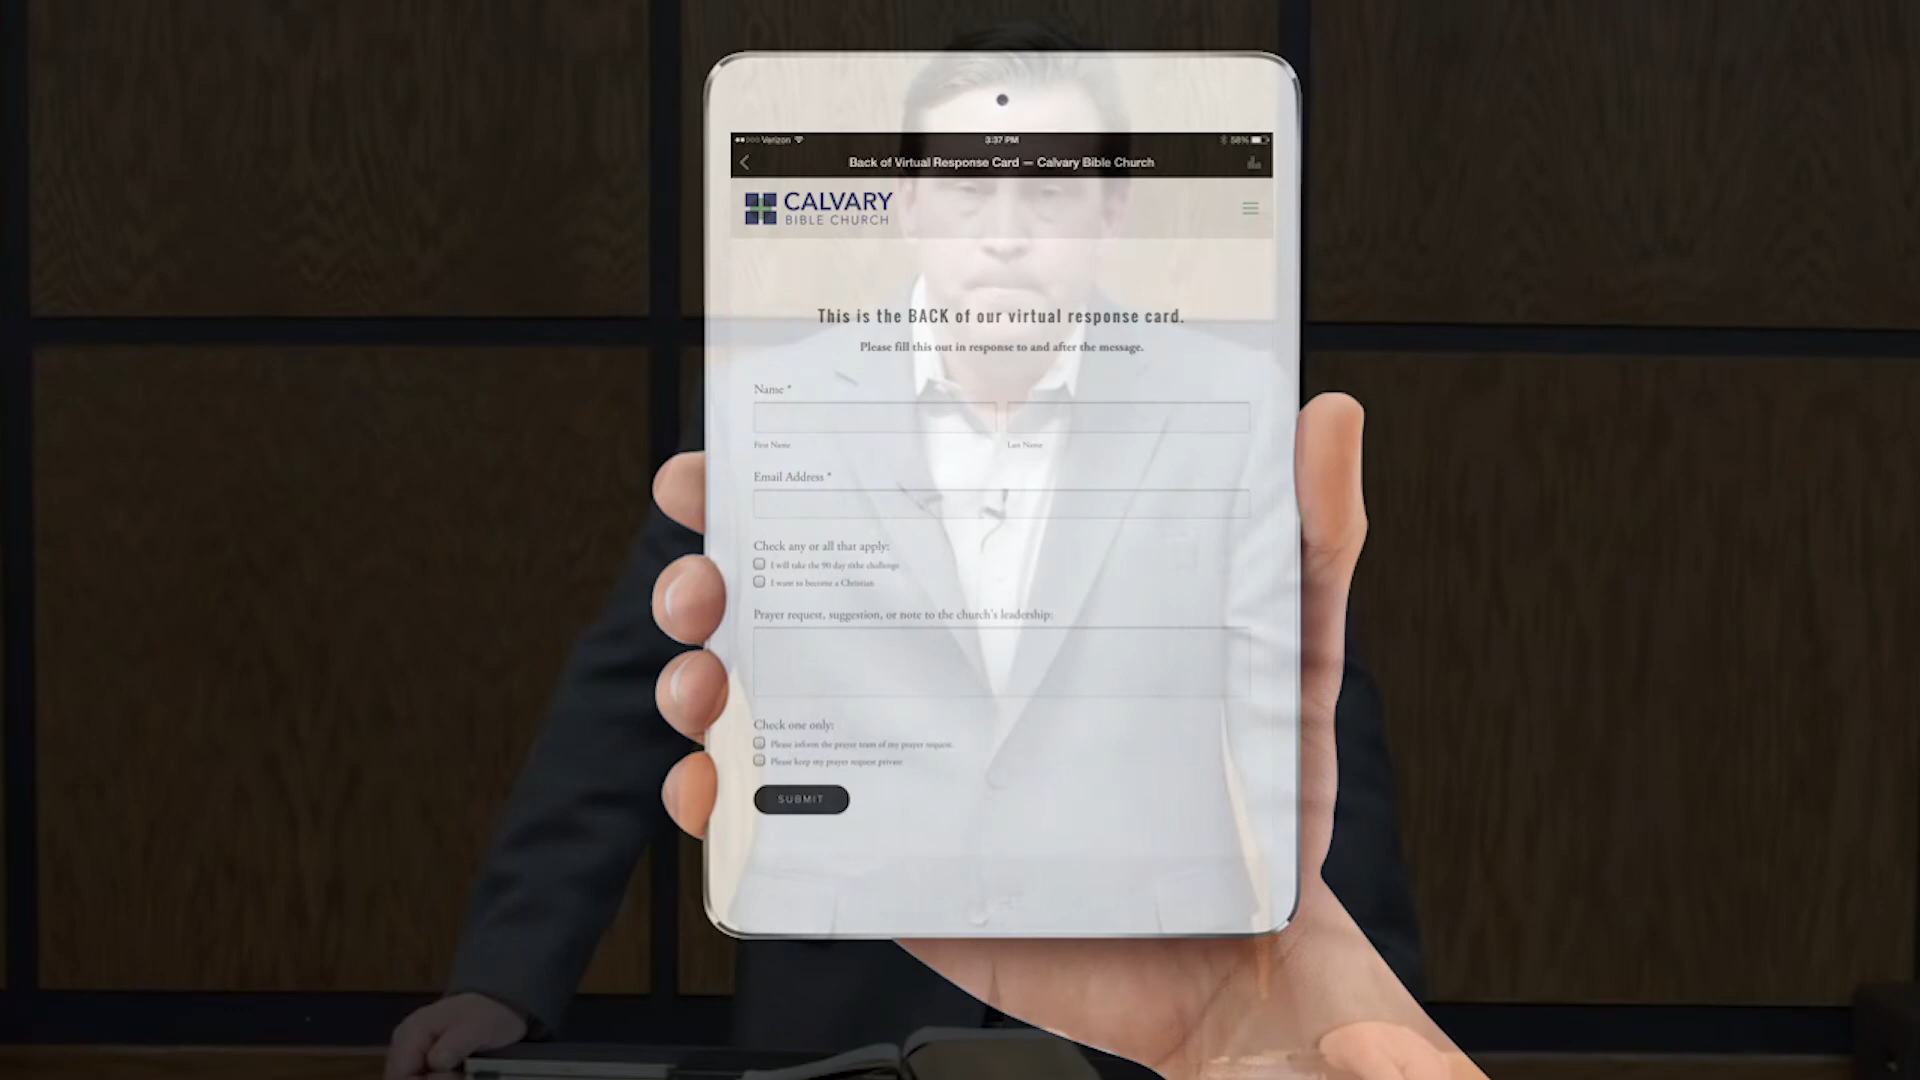 Verizon 3:37 PM 58%
Back of Virtual Response Card — Calvary Bible Church
CALVARY
BIBLE CHURCH
This is the BACK of our virtual response card.
Please fill this out in response to and after the message.
Name *
First Name Last Name
Email Address *
Check any or all that apply:
I will take the 90 day tithe challenge
I want to become a Christian
Prayer request, suggestion, or note to the church's leadership:
Check one only:
Please inform the prayer team of my prayer request.
Please keep my prayer request private
SUBMIT